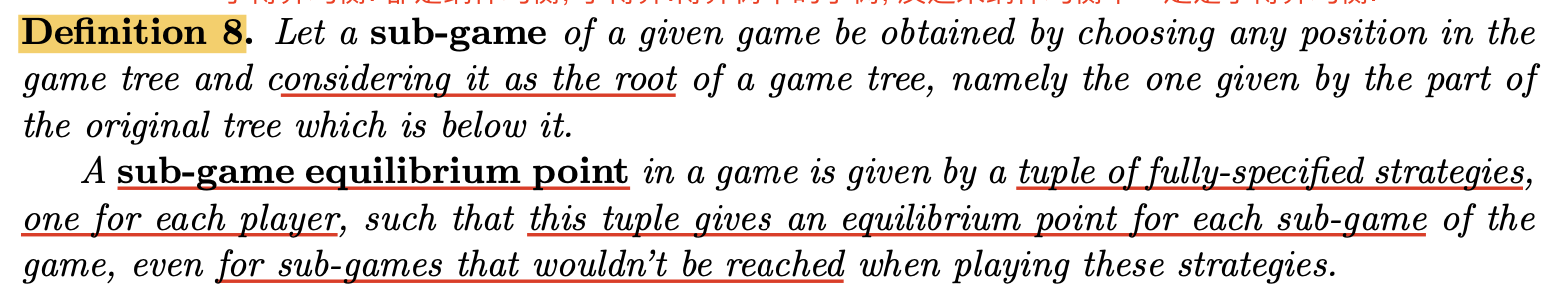 Definition 8. Let a sub-game of a given game be obtained by choosing any position in the
game tree and considering it as the root of a game tree, namely the one given by the part of
the original tree which is below it.
A sub-game equilibrium point in a game is given by a tuple of fully-specified strategies,
one for each player, such that this tuple gives an equilibrium point for each sub-game of the
game, even for sub-games that wouldn't be reached when playing these strategies.